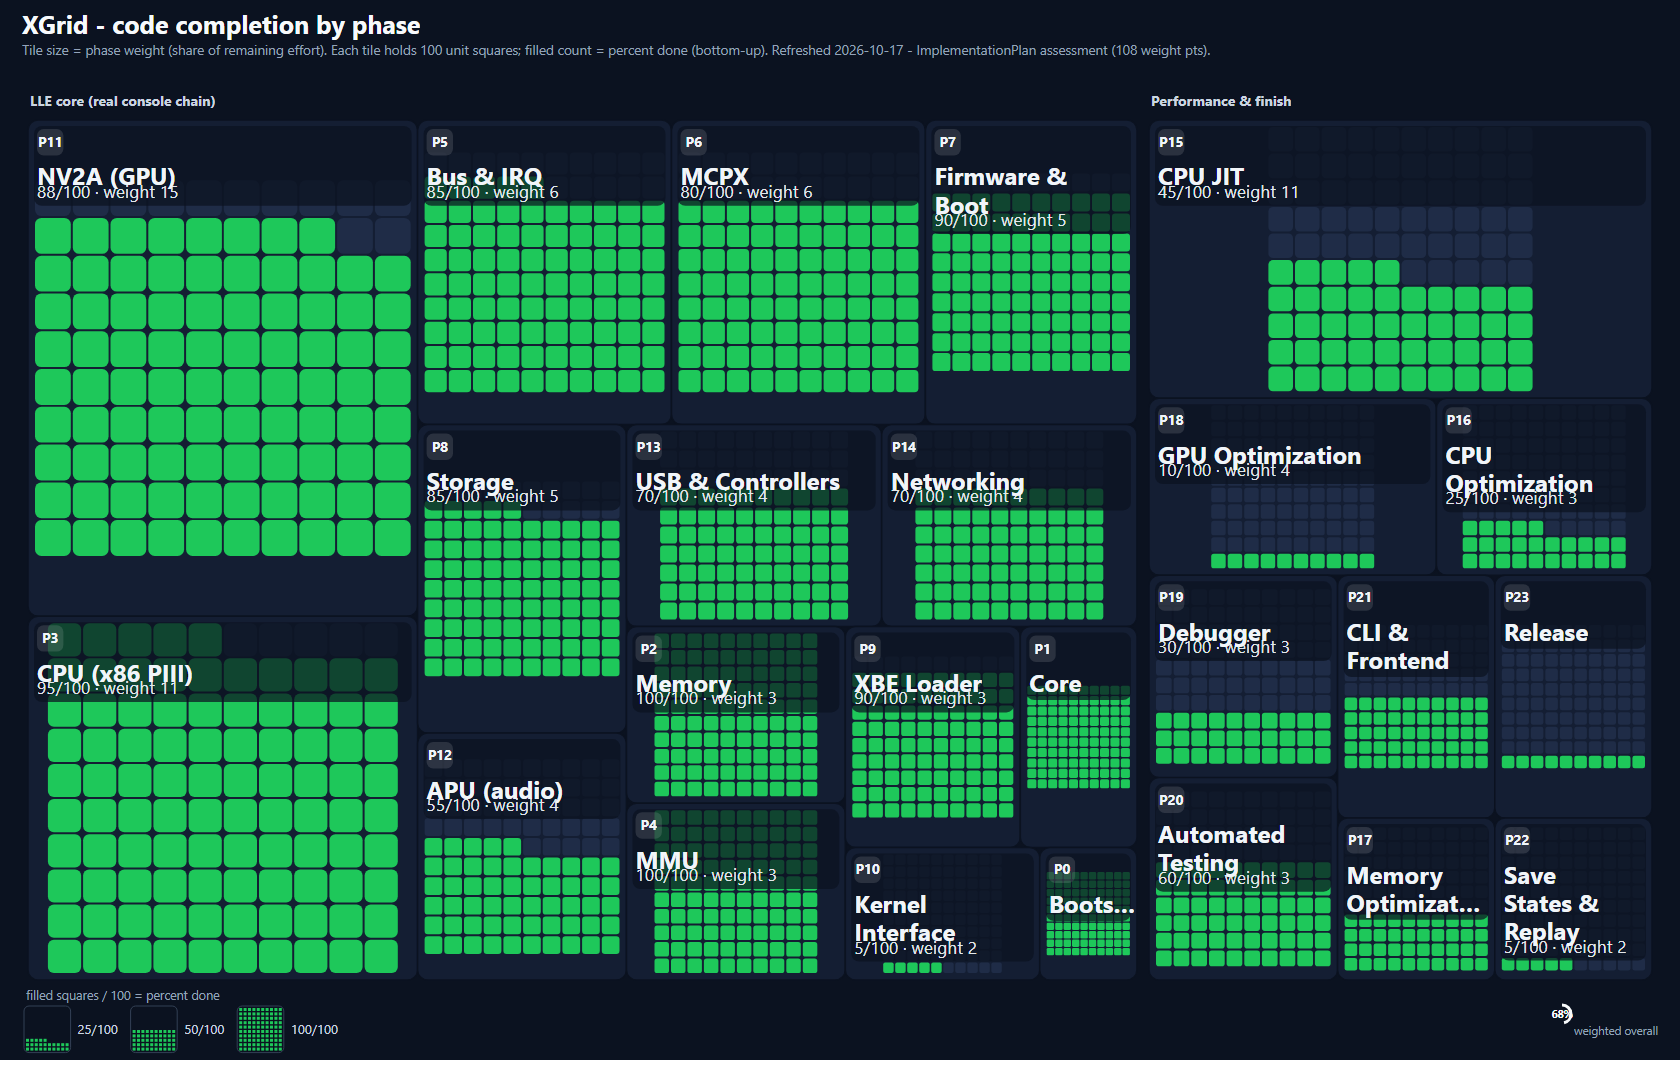 XGrid - code completion by phase
Tile size = phase weight (share of remaining effort). Each tile holds 100 unit squares; filled count = percent done (bottom-up). Refreshed 2026-10-17 - ImplementationPlan assessment (108 weight pts).
LLE core (real console chain)
P11
NV2A (GPU)
88/100 · weight 15
P5
Bus & IRQ
85/100 · weight 6
P6
MCPX
80/100 · weight 6
P7
Firmware &
Boot
90/100 · weight 5
P8
Storage
85/100 · weight 5
P13
USB & Controllers
70/100 · weight 4
P14
Networking
70/100 · weight 4
P3
CPU (x86 PIII)
95/100 · weight 11
P2
Memory
100/100 · weight 3
P9
XBE Loader
90/100 · weight 3
P1
Core
P12
APU (audio)
55/100 · weight 4
P4
MMU
100/100 · weight 3
P10
Kernel
Interface
5/100 · weight 2
P0
Boots...
Performance & finish
P15
CPU JIT
45/100 · weight 11
P18
GPU Optimization
10/100 · weight 4
P16
CPU
Optimization
25/100 · weight 3
P19
Debugger
30/100 · weight 3
P21
CLI &
Frontend
P23
Release
P20
Automated
Testing
60/100 · weight 3
P17
Memory
Optimizat...
P22
Save
States &
Replay
5/100 · weight 2
filled squares / 100 = percent done
25/100
50/100
100/100
68%
weighted overall